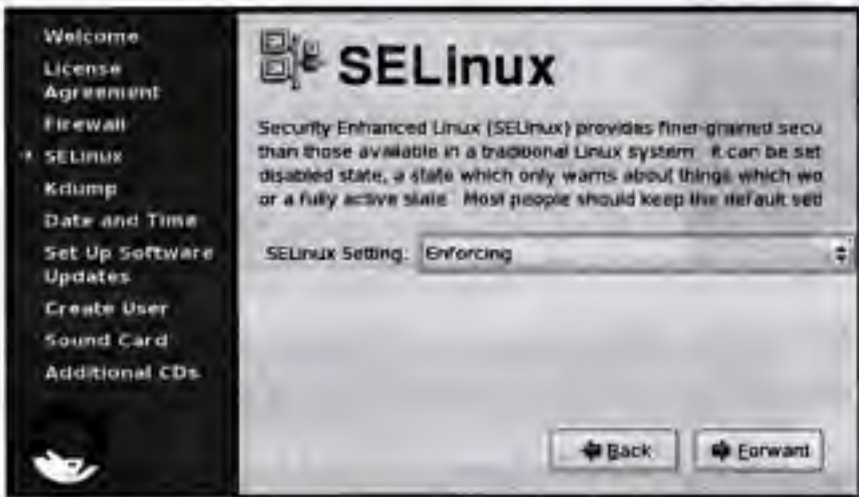 Welcome
License
Agreement
Firewall
SELinux
Kdump
Date and Time
Set Up Software
Updates
Create User
Sound Card
Additional CDs
SELinux
Security Enhanced Linux (SELinux) provides finer-grained secu
than those available in a traditional Linux system. It can be set
disabled state, a state which only warns about things which wo
or a fully active state. Most people should keep the default sett
SELinux Setting: Enforcing
Back
Forward